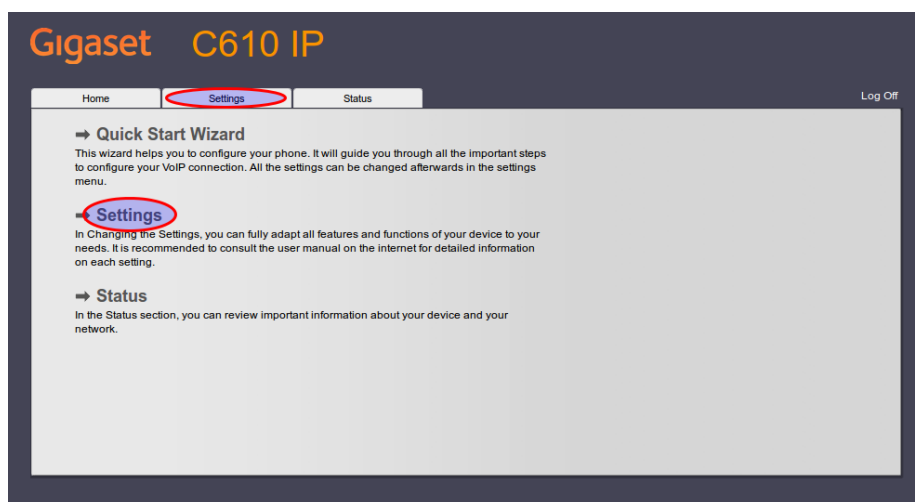 Gigaset C610 IP
Home Settings Status Log Off
➡ Quick Start Wizard
This wizard helps you to configure your phone. It will guide you through all the important steps
to configure your VoIP connection. All the settings can be changed afterwards in the settings
menu.
➡ Settings
In Changing the Settings, you can fully adapt all features and functions of your device to your
needs. It is recommended to consult the user manual on the internet for detailed information
on each setting.
➡ Status
In the Status section, you can review important information about your device and your
network.